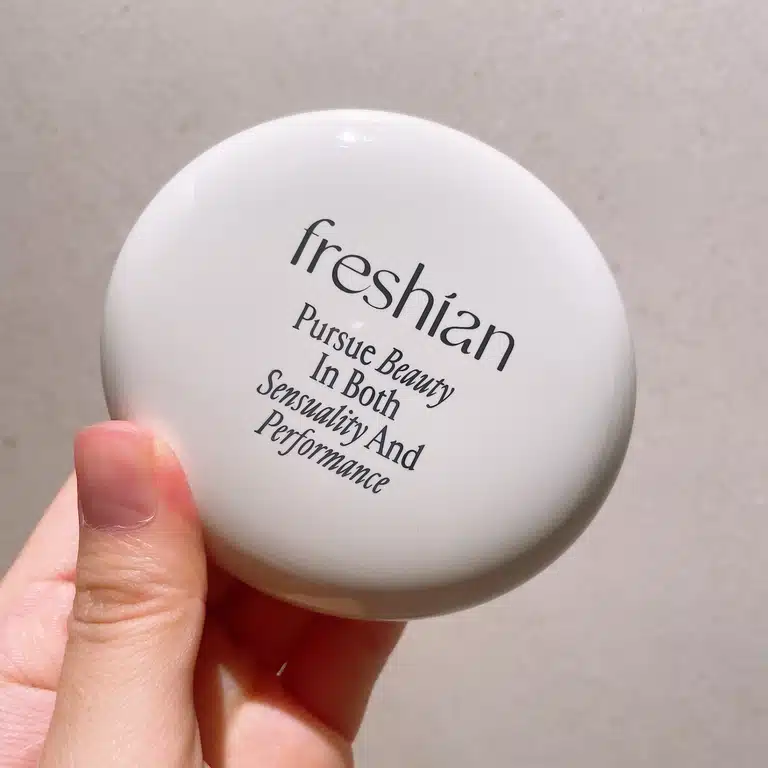 freshian
Pursue Beauty
In Both
Sensuality And
Performance